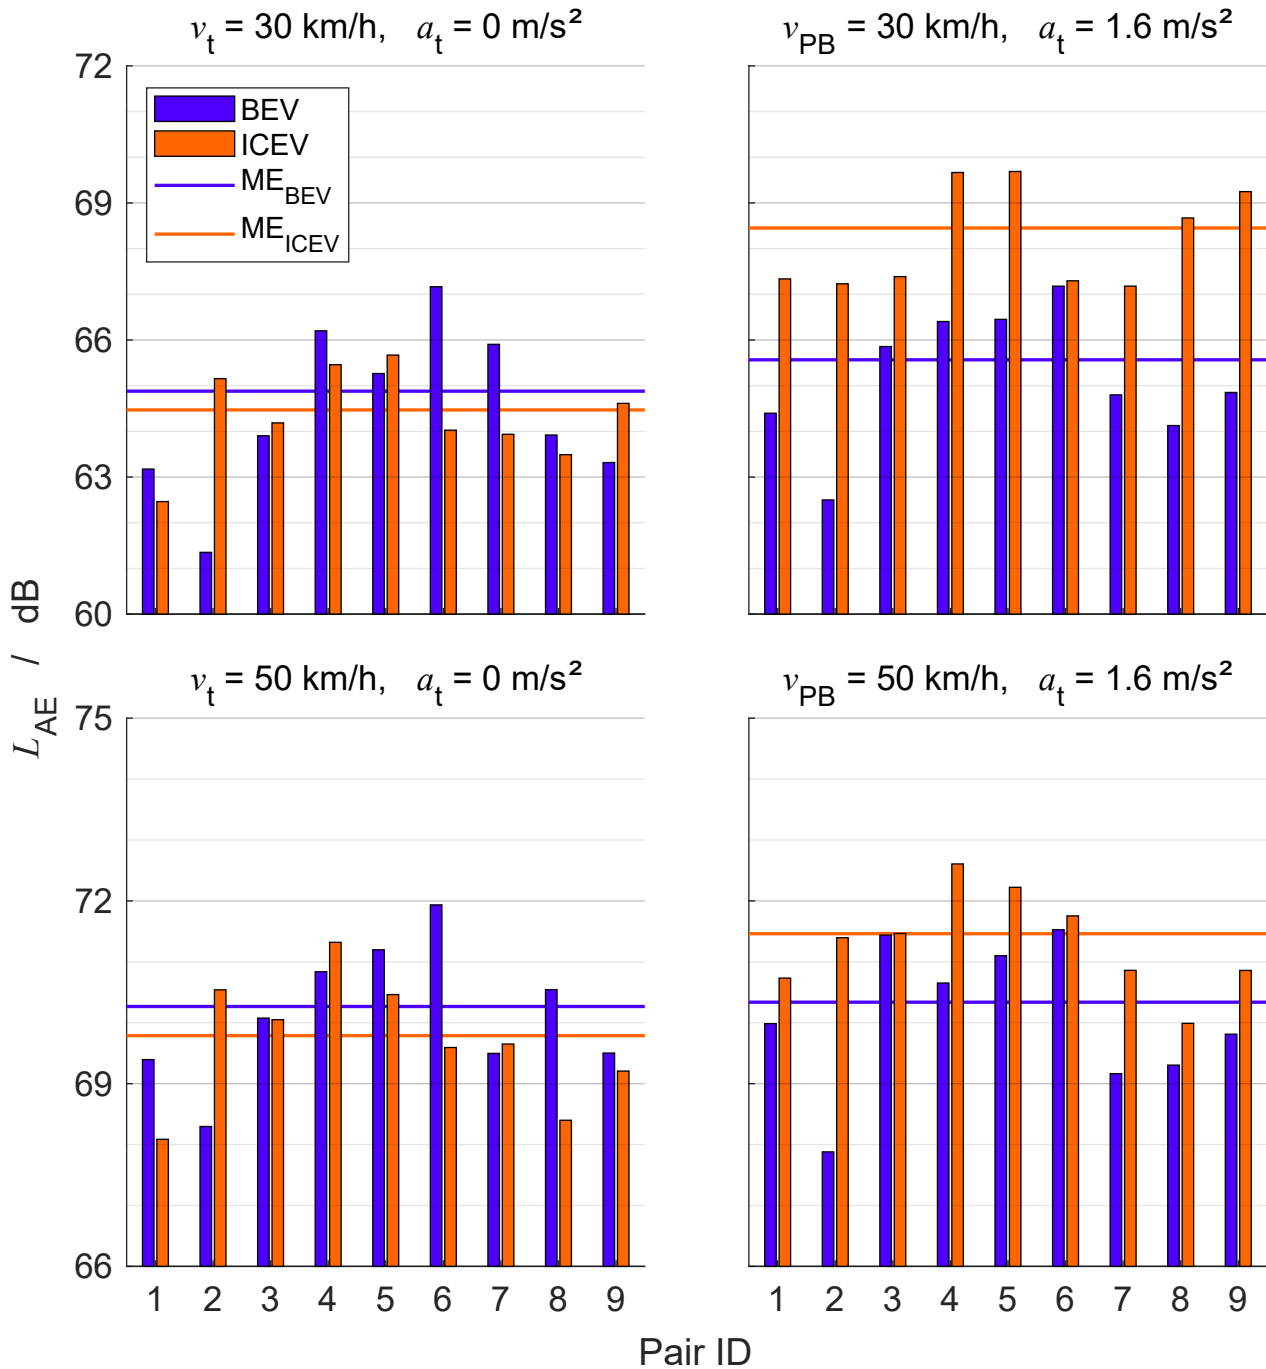 v_t = 30 km/h, a_t = 0 m/s²
v_PB = 30 km/h, a_t = 1.6 m/s²
72
69
66
63
60
BEV
ICEV
ME_BEV
ME_ICEV
L_AE / dB
v_t = 50 km/h, a_t = 0 m/s²
v_PB = 50 km/h, a_t = 1.6 m/s²
75
72
69
66
1 2 3 4 5 6 7 8 9
1 2 3 4 5 6 7 8 9
Pair ID